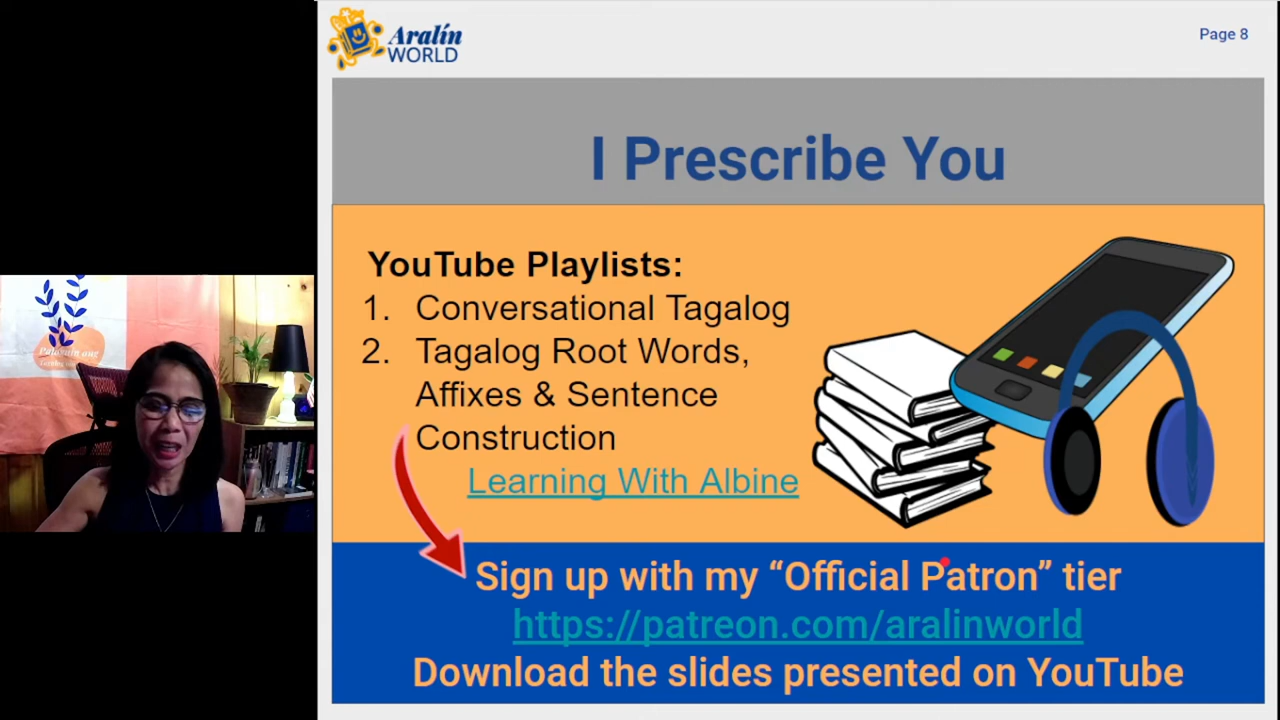 Aralín
WORLD
Page 8
I Prescribe You
YouTube Playlists:
1. Conversational Tagalog
2. Tagalog Root Words,
Affixes & Sentence
Construction
Learning With Albine
Sign up with my “Official Patron” tier
https://patreon.com/aralinworld
Download the slides presented on YouTube